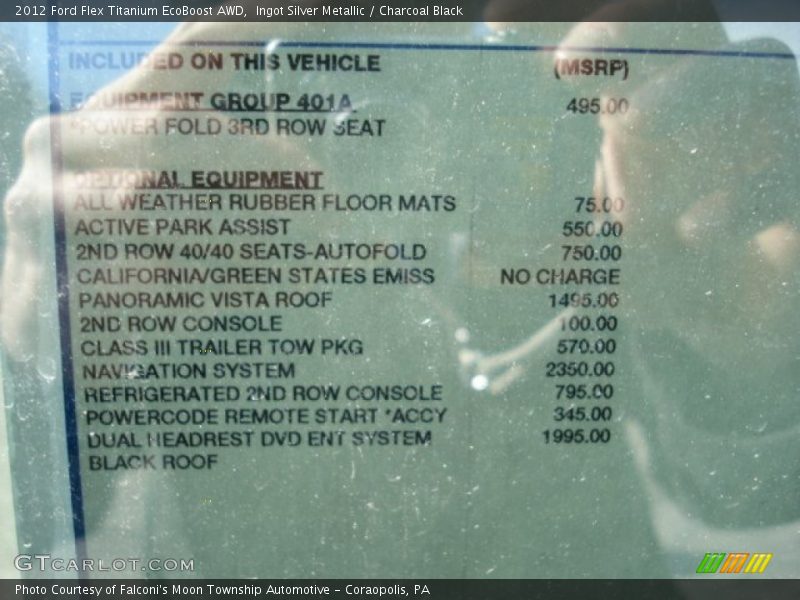 2012 Ford Flex Titanium EcoBoost AWD,  Ingot Silver Metallic / Charcoal Black
INCLUDED ON THIS VEHICLE (MSRP)
EQUIPMENT GROUP 401A 495.00
*POWER FOLD 3RD ROW SEAT
OPTIONAL EQUIPMENT
ALL WEATHER RUBBER FLOOR MATS 75.00
ACTIVE PARK ASSIST 550.00
2ND ROW 40/40 SEATS-AUTOFOLD 750.00
CALIFORNIA/GREEN STATES EMISS NO CHARGE
PANORAMIC VISTA ROOF 1495.00
2ND ROW CONSOLE 100.00
CLASS III TRAILER TOW PKG 570.00
NAVIGATION SYSTEM 2350.00
REFRIGERATED 2ND ROW CONSOLE 795.00
POWERCODE REMOTE START *ACCY 345.00
DUAL HEADREST DVD ENT SYSTEM 1995.00
BLACK ROOF
GTCARLOT.COM
Photo Courtesy of Falconi's Moon Township Automotive - Coraopolis, PA